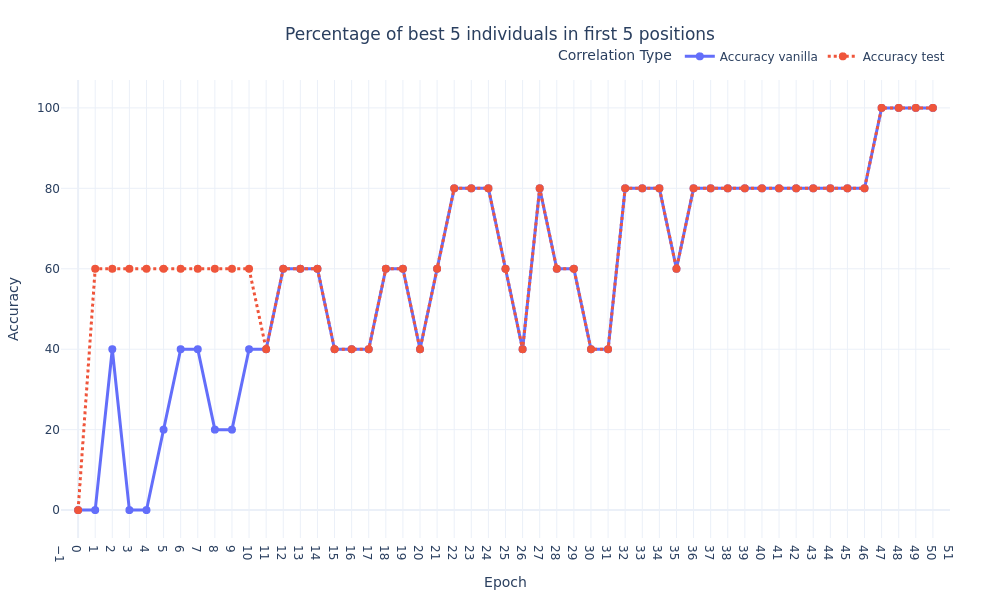 Percentage of best 5 individuals in first 5 positions
Correlation Type Accuracy vanilla Accuracy test
100
80
60
40
20
0
Accuracy
−1 0 1 2 3 4 5 6 7 8 9 10 11 12 13 14 15 16 17 18 19 20 21 22 23 24 25 26 27 28 29 30 31 32 33 34 35 36 37 38 39 40 41 42 43 44 45 46 47 48 49 50 51
Epoch